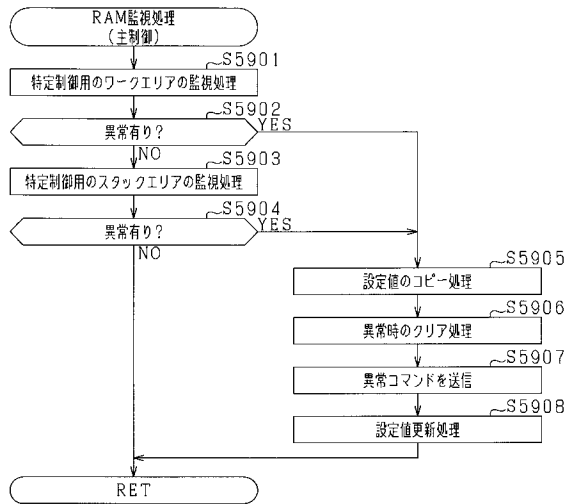 RAM監視処理
(主制御)
S5901
特定制御用のワークエリアの監視処理
S5902
異常有り?
YES
NO
S5903
特定制御用のスタックエリアの監視処理
S5904
異常有り?
YES
NO
S5905
設定値のコピー処理
S5906
異常時のクリア処理
S5907
異常コマンドを送信
S5908
設定値更新処理
RET